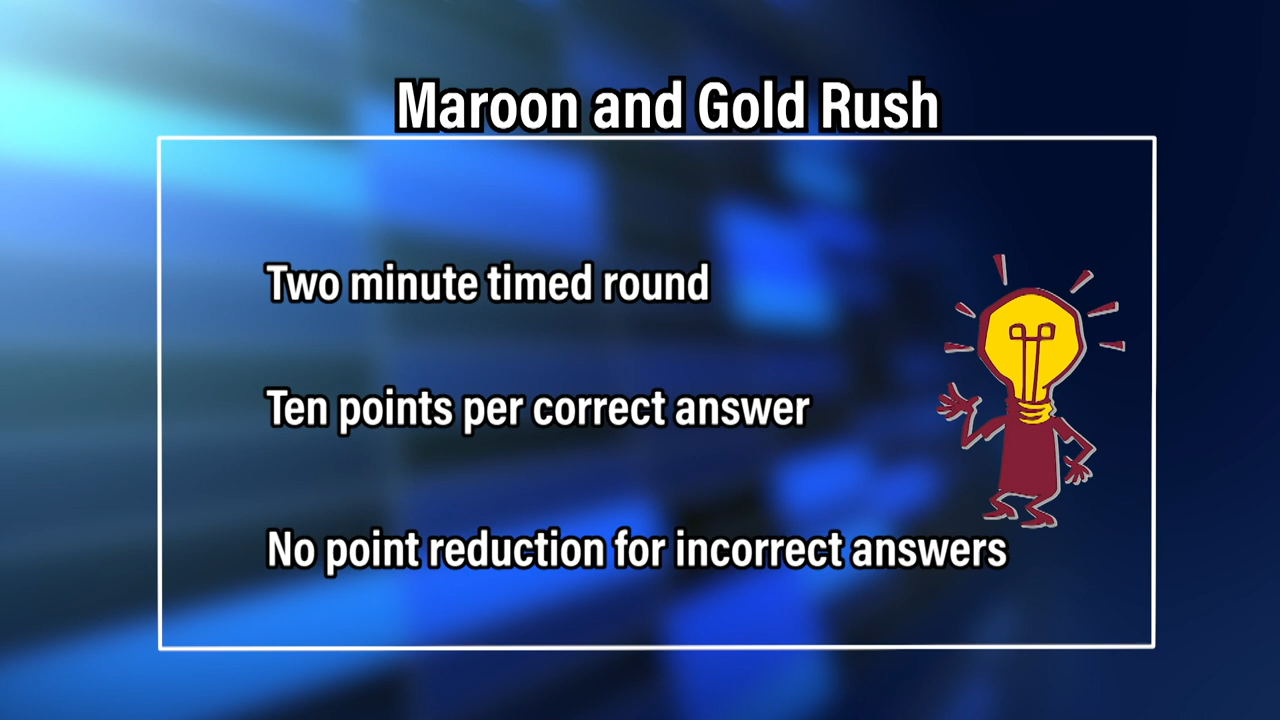 Maroon and Gold Rush
Two minute timed round
Ten points per correct answer
No point reduction for incorrect answers